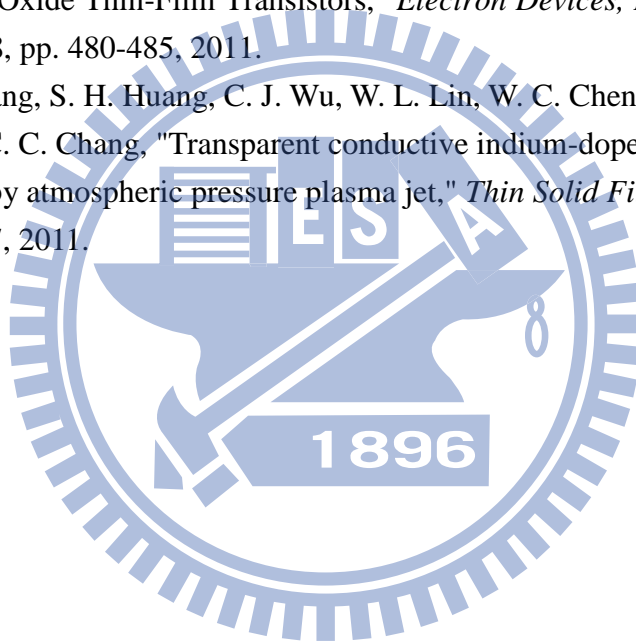 Oxide Thin-Film Transistors," Electron Devices,
, pp. 480-485, 2011.
ang, S. H. Huang, C. J. Wu, W. L. Lin, W. C. Chen
C. C. Chang, "Transparent conductive indium-dope
by atmospheric pressure plasma jet," Thin Solid Fi
, 2011.
E S A
1896